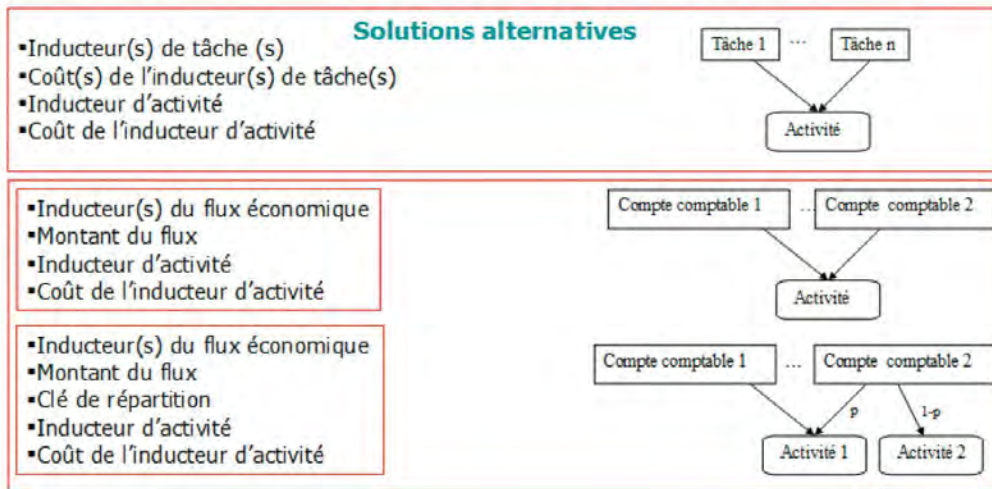 Solutions alternatives
▪Inducteur(s) de tâche (s)
▪Coût(s) de l'inducteur(s) de tâche(s)
▪Inducteur d'activité
▪Coût de l'inducteur d'activité
Tâche 1 ... Tâche n
Activité
▪Inducteur(s) du flux économique
▪Montant du flux
▪Inducteur d'activité
▪Coût de l'inducteur d'activité
Compte comptable 1 ... Compte comptable 2
Activité
▪Inducteur(s) du flux économique
▪Montant du flux
▪Clé de répartition
▪Inducteur d'activité
▪Coût de l'inducteur d'activité
Compte comptable 1 ... Compte comptable 2
p 1-p
Activité 1 Activité 2